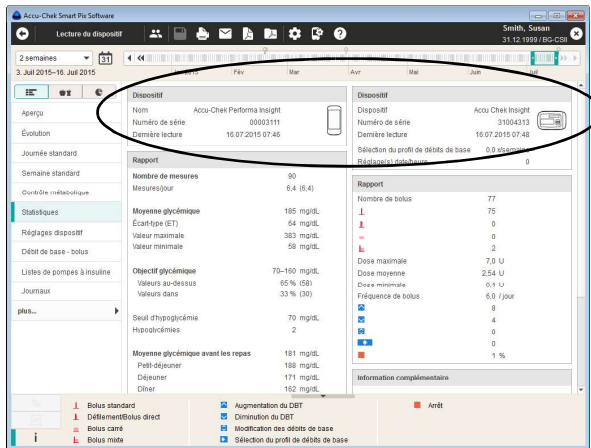 Accu-Chek Smart Pix Software
Lecture du dispositif
Smith, Susan
31.12.1999 / BG-CSII
2 semaines
31
3. Juil 2015–16. Juil 2015
Fév
Mar
Avr
Mai
Juin
Juil
Aperçu
Évolution
Journée standard
Semaine standard
Contrôle métabolique
Statistiques
Réglages dispositif
Débit de base - bolus
Listes de pompes à insuline
Journaux
plus...
Dispositif
Nom Accu-Chek Performa Insight
Numéro de série 00003111
Dernière lecture 16.07.2015 07:46
Rapport
Nombre de mesures 90
Mesures/jour 6,4 (6,4)
Moyenne glycémique 185 mg/dL
Écart-type (ET) 64 mg/dL
Valeur maximale 383 mg/dL
Valeur minimale 58 mg/dL
Objectif glycémique 70–160 mg/dL
Valeurs au-dessus 65 % (58)
Valeurs dans 33 % (30)
Seuil d'hypoglycémie 70 mg/dL
Hypoglycémies 2
Moyenne glycémique avant les repas 181 mg/dL
Petit-déjeuner 188 mg/dL
Déjeuner 171 mg/dL
Dîner 162 mg/dL
Dispositif
Dispositif Accu Chek Insight
Numéro de série 31004313
Dernière lecture 16.07.2015 07:48
Sélection du profil de débits de base 0,0 x/semaine
Réglage(s) date/heure 0
Rapport
Nombre de bolus 77
75
0
0
2
Dose maximale 7,0 U
Dose moyenne 2,54 U
Dose minimale 0,1 U
Fréquence de bolus 6,0 /jour
8
4
0
0
1 %
Information complémentaire
i
Bolus standard
Défilement/Bolus direct
Bolus carré
Bolus mixte
Augmentation du DBT
Diminution du DBT
Modification des débits de base
Sélection du profil de débits de base
Arrêt